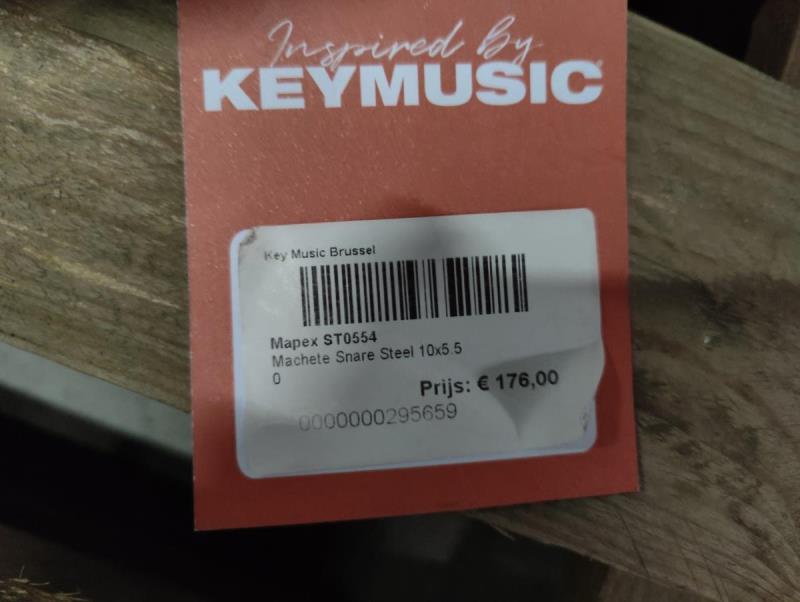 Inspired by
KEYMUSIC
Key Music Brussel
Mapex ST0554
Machete Snare Steel 10x5.5
0
Prijs: € 176,00
0000000295659